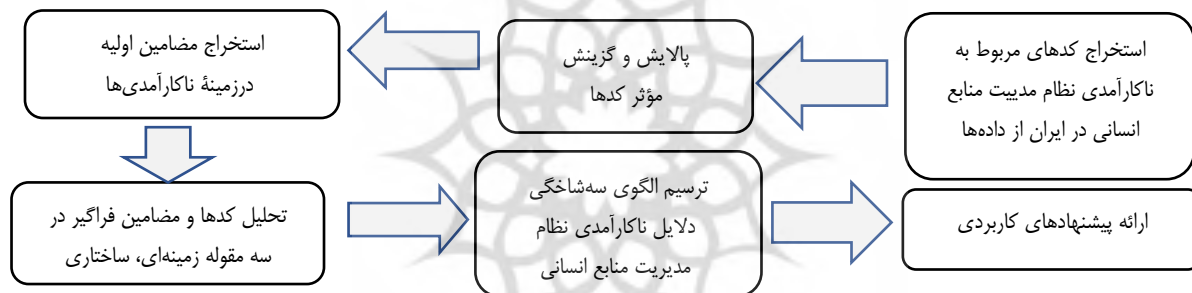 استخراج کدهای مربوط به
ناکارآمدی نظام مدییت منابع
انسانی در ایران از داده‌ها
پالایش و گزینش
مؤثر کدها
استخراج مضامین اولیه
درزمینهٔ ناکارآمدی‌ها
تحلیل کدها و مضامین فراگیر در
سه مقوله زمینه‌ای، ساختاری
ترسیم الگوی سه‌شاخگی
دلایل ناکارآمدی نظام
مدیریت منابع انسانی
ارائه پیشنهادهای کاربردی